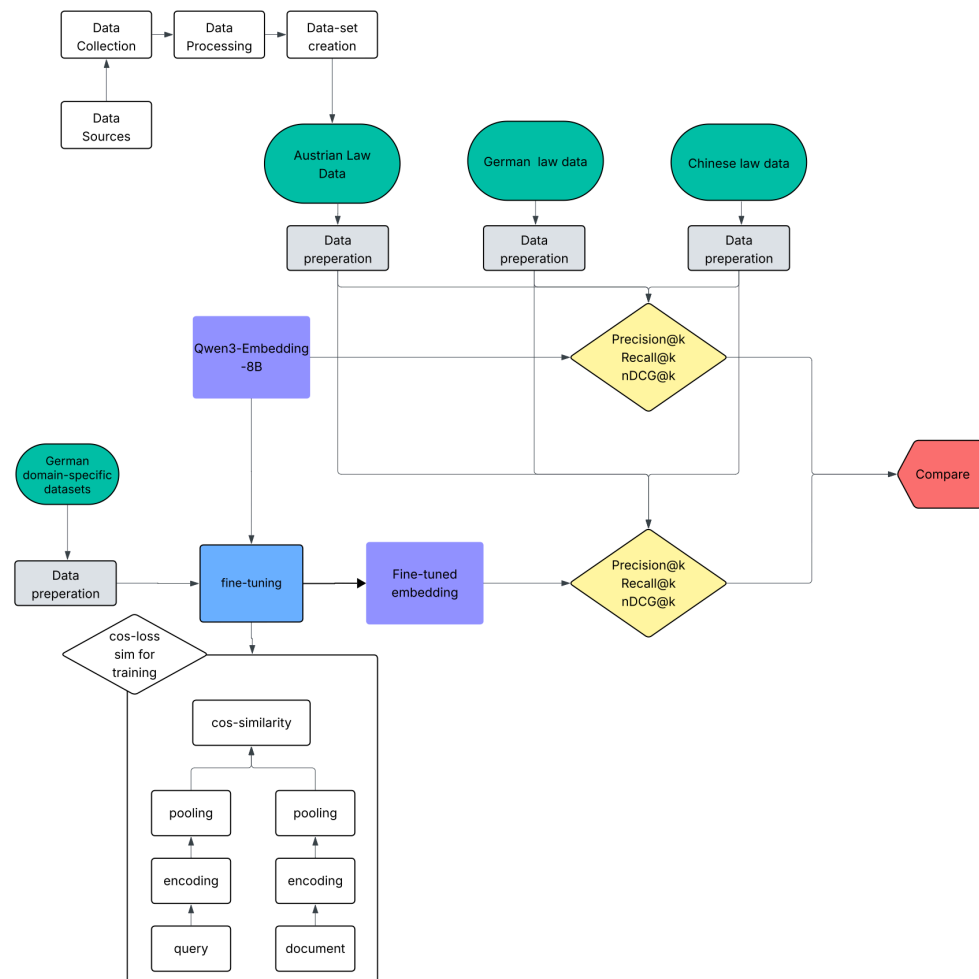 Data
Collection
Data
Processing
Data-set
creation
Data
Sources
Austrian Law
Data
German  law data
Chinese law data
Data
preperation
Data
preperation
Data
preperation
Qwen3-Embedding
-8B
Precision@k
Recall@k
nDCG@k
German
domain-specific
datasets
Compare
Data
preperation
fine-tuning
Fine-tuned
embedding
Precision@k
Recall@k
nDCG@k
cos-loss
sim for
training
cos-similarity
pooling
pooling
encoding
encoding
query
document